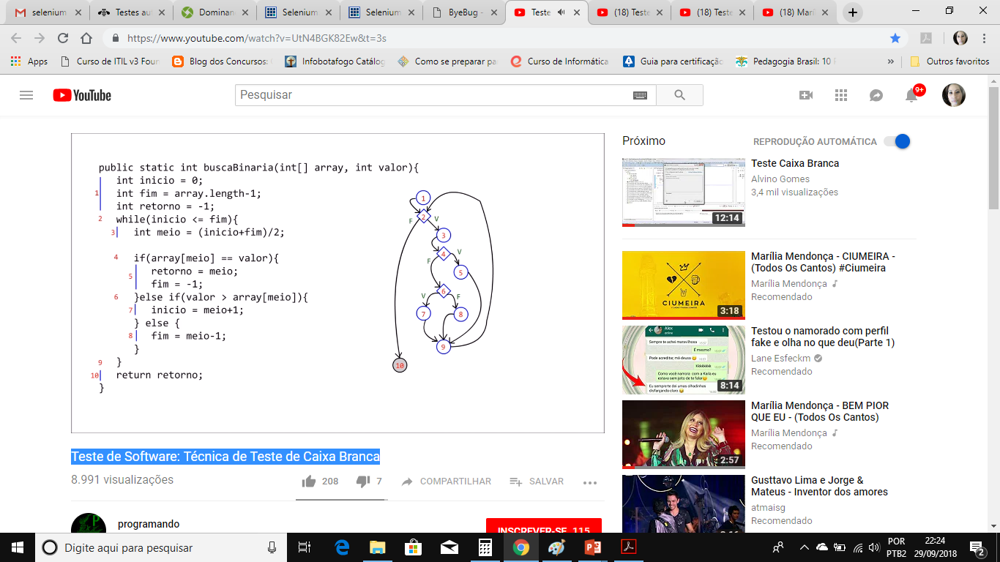 selenium
Testes au
Dominan
Selenium
Selenium
ByeBug -
Teste
(18) Teste
(18) Teste
(18) Marí
https://www.youtube.com/watch?v=UtN4BGK82Ew&t=3s
Apps
Curso de ITIL v3 Foun
Blog dos Concursos:
Infobotafogo Catálog
Como se preparar pa
Curso de Informática
Guia para certificação
Pedagogia Brasil: 10
»
Outros favoritos
YouTube
Pesquisar
9+
public static int buscaBinaria(int[] array, int valor){
int inicio = 0;
1 int fim = array.length-1;
int retorno = -1;
2 while(inicio <= fim){
3 int meio = (inicio+fim)/2;
4 if(array[meio] == valor){
5 retorno = meio;
fim = -1;
6 }else if(valor > array[meio]){
7 inicio = meio+1;
} else {
8 fim = meio-1;
}
9 }
10 return retorno;
}
1
2
F
V
3
4
V
F
5
6
V
F
7
8
9
10
Teste de Software: Técnica de Teste de Caixa Branca
8.991 visualizações
208
7
COMPARTILHAR
SALVAR
programando
INSCREVER-SE 115
Próximo
REPRODUÇÃO AUTOMÁTICA
12:14
Teste Caixa Branca
Alvino Gomes
3,4 mil visualizações
CIUMEIRA
3:18
Marília Mendonça - CIUMEIRA -
(Todos Os Cantos) #Ciumeira
Marília Mendonça
Recomendado
Alex
online
Sempre te achei maravilhosa
É mesmo?
Pode acreditar, mó deusa
Kkkkkkkk
Como você namora com a Kaila eu
estava sem jeito de te falar
Eu sempre te dei umas olhadinhas
disfarçando claro
8:14
Testou o namorado com perfil
fake e olha no que deu(Parte 1)
Lane Esfeckm
Recomendado
2:57
Marília Mendonça - BEM PIOR
QUE EU - (Todos Os Cantos)
Marília Mendonça
Recomendado
Gusttavo Lima e Jorge &
Mateus - Inventor dos amores
atmaisg
Recomendado
Digite aqui para pesquisar
POR
PTB2
22:24
29/09/2018
2